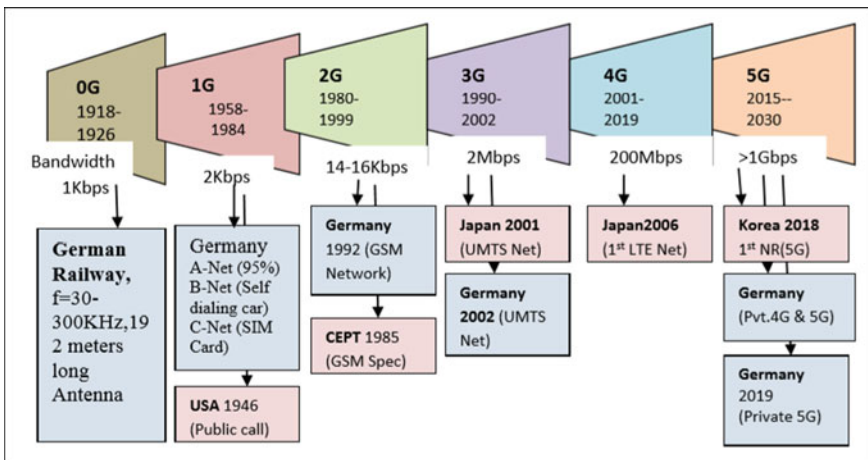 0G
1918-
1926
1G
1958-
1984
2G
1980-
1999
3G
1990-
2002
4G
2001-
2019
5G
2015--
2030
Bandwidth
1Kbps
2Kbps
14-16Kbps
2Mbps
200Mbps
>1Gbps
German
Railway,
f=30-
300KHz,19
2 meters
long
Antenna
Germany
A-Net (95%)
B-Net (Self
dialing car)
C-Net (SIM
Card)
USA 1946
(Public call)
Germany
1992 (GSM
Network)
CEPT 1985
(GSM Spec)
Japan 2001
(UMTS Net)
Germany
2002 (UMTS
Net)
Japan2006
(1st LTE Net)
Korea 2018
1st NR(5G)
Germany
(Pvt.4G & 5G)
Germany
2019
(Private 5G)